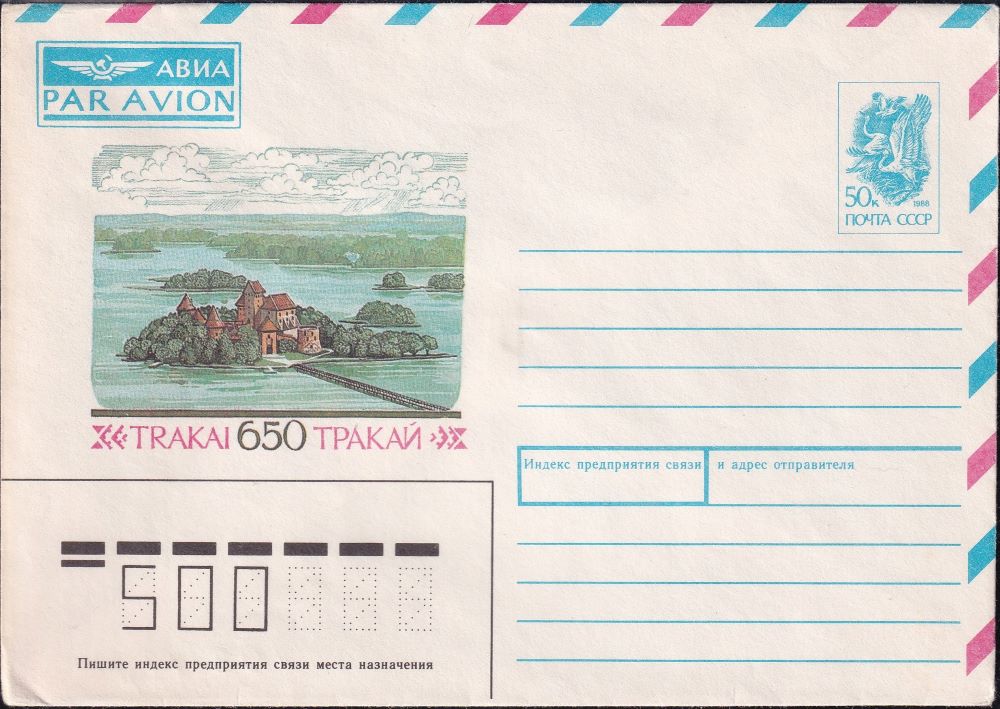 АВИА
PAR AVION
50к 1988
ПОЧТА СССР
TRAKAI 650 ТРАКАЙ
Индекс предприятия связи и адрес отправителя
500
Пишите индекс предприятия связи места назначения